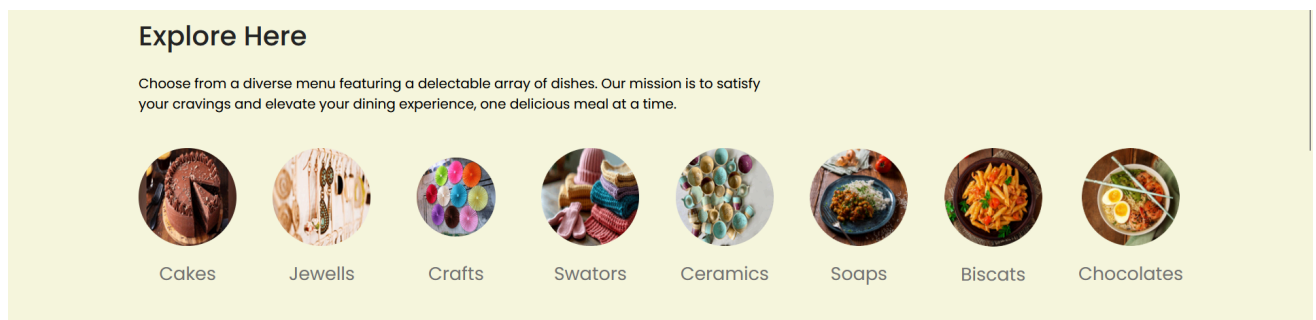 Explore Here
Choose from a diverse menu featuring a delectable array of dishes. Our mission is to satisfy
your cravings and elevate your dining experience, one delicious meal at a time.
Cakes Jewells Crafts Swators Ceramics Soaps Biscats Chocolates